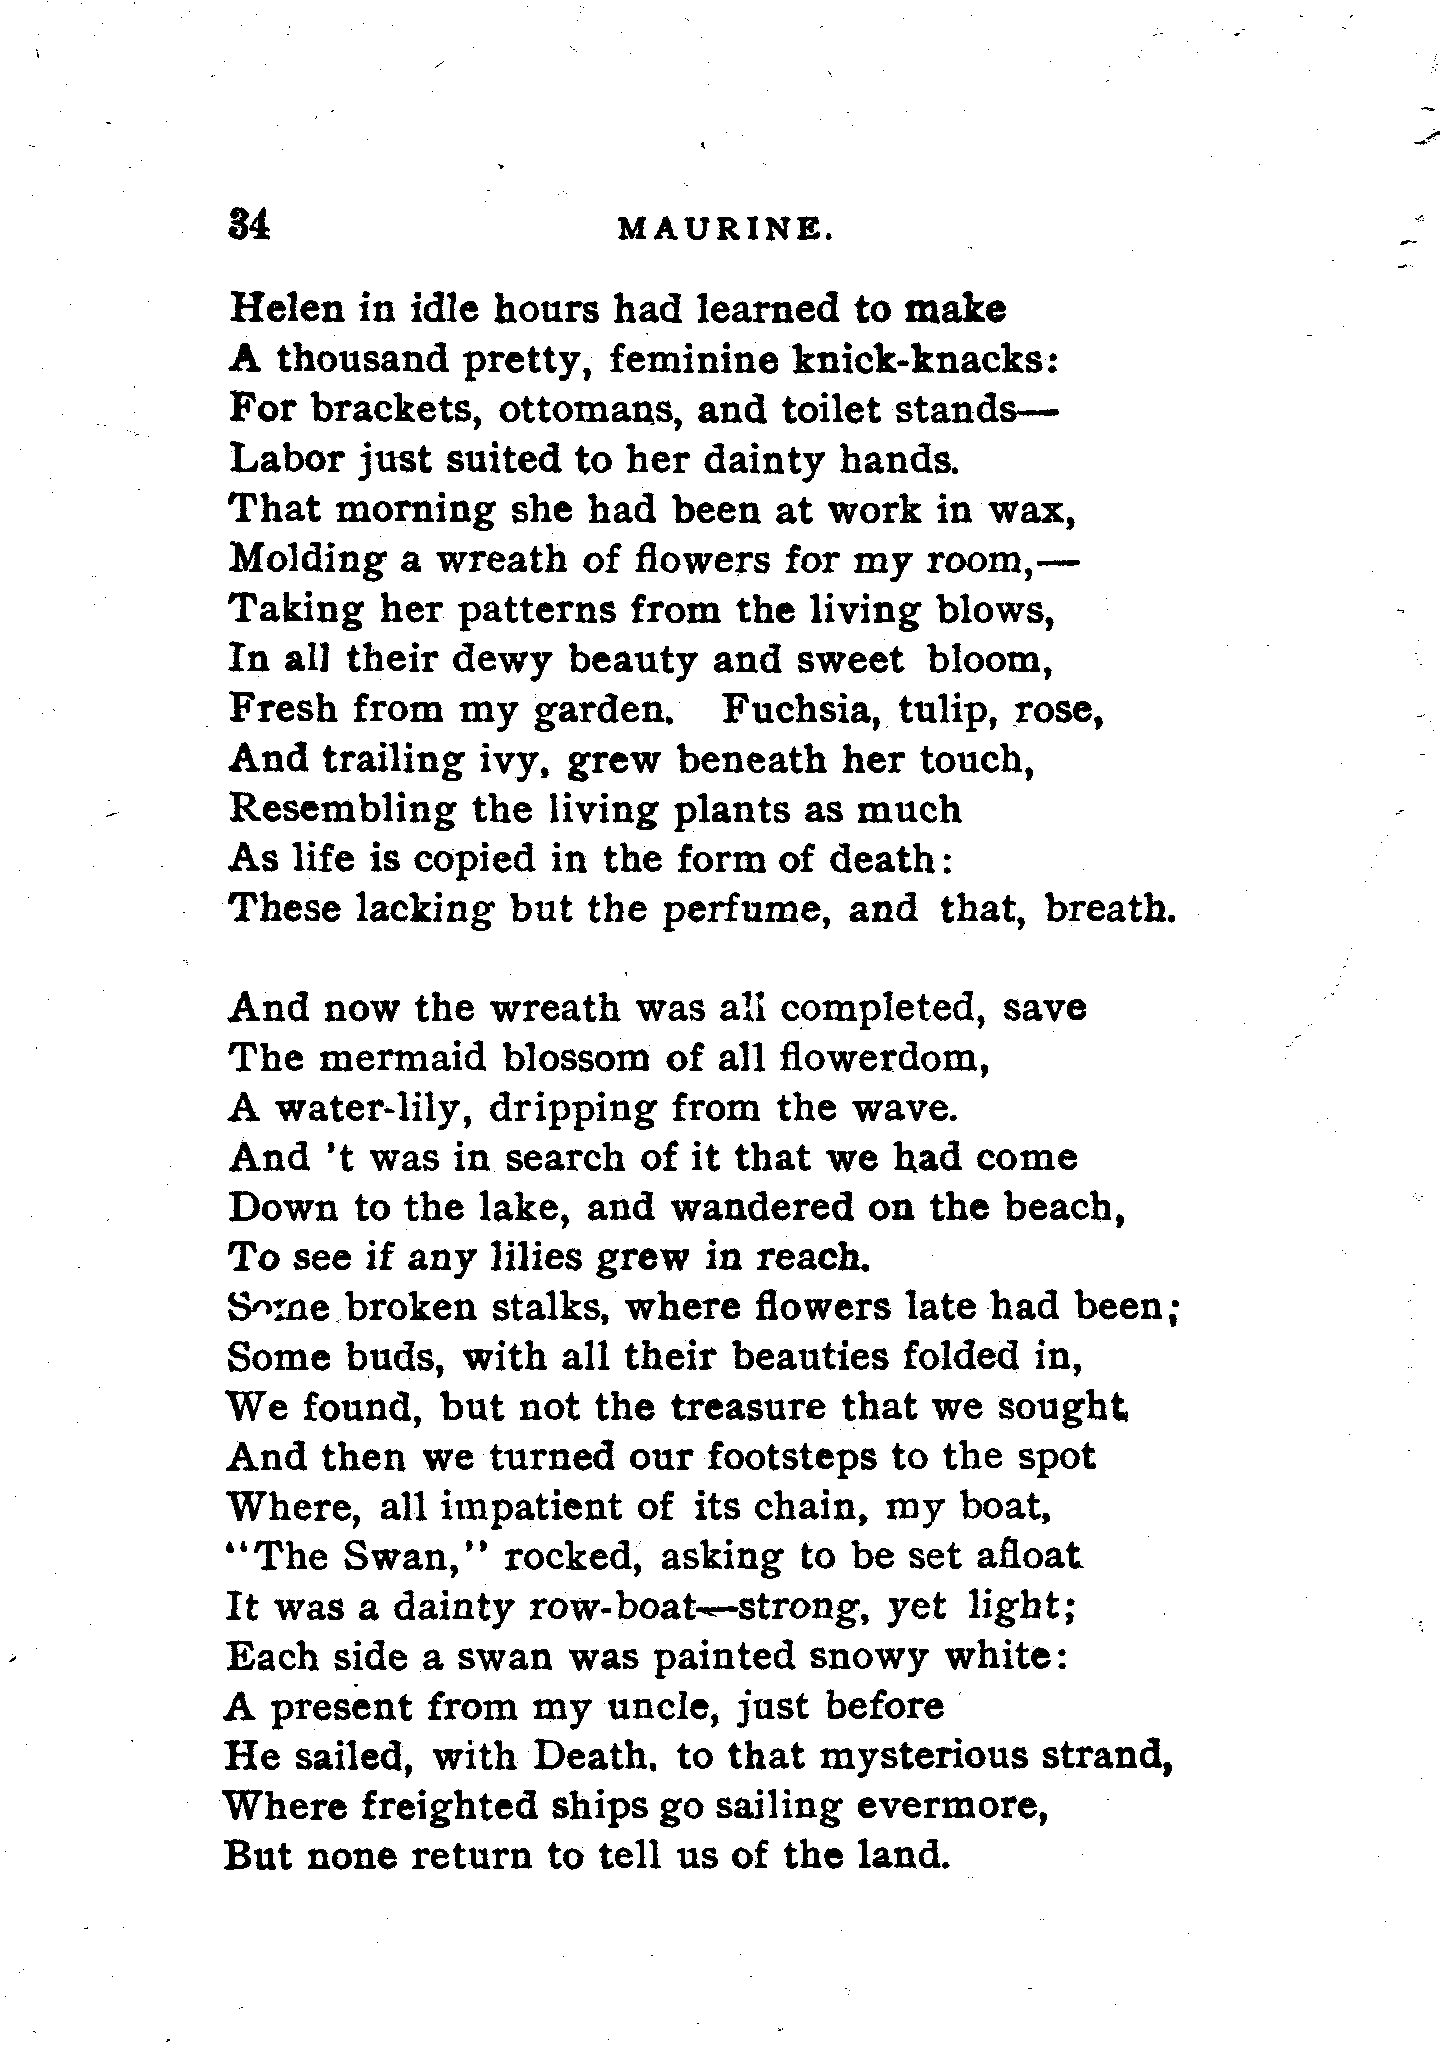 34 MAURINE.
Helen in idle hours had learned to make
A thousand pretty, feminine knick-knacks:
For brackets, ottomans, and toilet stands—
Labor just suited to her dainty hands.
That morning she had been at work in wax,
Molding a wreath of flowers for my room,—
Taking her patterns from the living blows,
In all their dewy beauty and sweet bloom,
Fresh from my garden. Fuchsia, tulip, rose,
And trailing ivy, grew beneath her touch,
Resembling the living plants as much
As life is copied in the form of death:
These lacking but the perfume, and that, breath.
And now the wreath was all completed, save
The mermaid blossom of all flowerdom,
A water-lily, dripping from the wave.
And 't was in search of it that we had come
Down to the lake, and wandered on the beach,
To see if any lilies grew in reach.
Some broken stalks, where flowers late had been;
Some buds, with all their beauties folded in,
We found, but not the treasure that we sought
And then we turned our footsteps to the spot
Where, all impatient of its chain, my boat,
"The Swan," rocked, asking to be set afloat
It was a dainty row-boat—strong, yet light;
Each side a swan was painted snowy white:
A present from my uncle, just before
He sailed, with Death, to that mysterious strand,
Where freighted ships go sailing evermore,
But none return to tell us of the land.